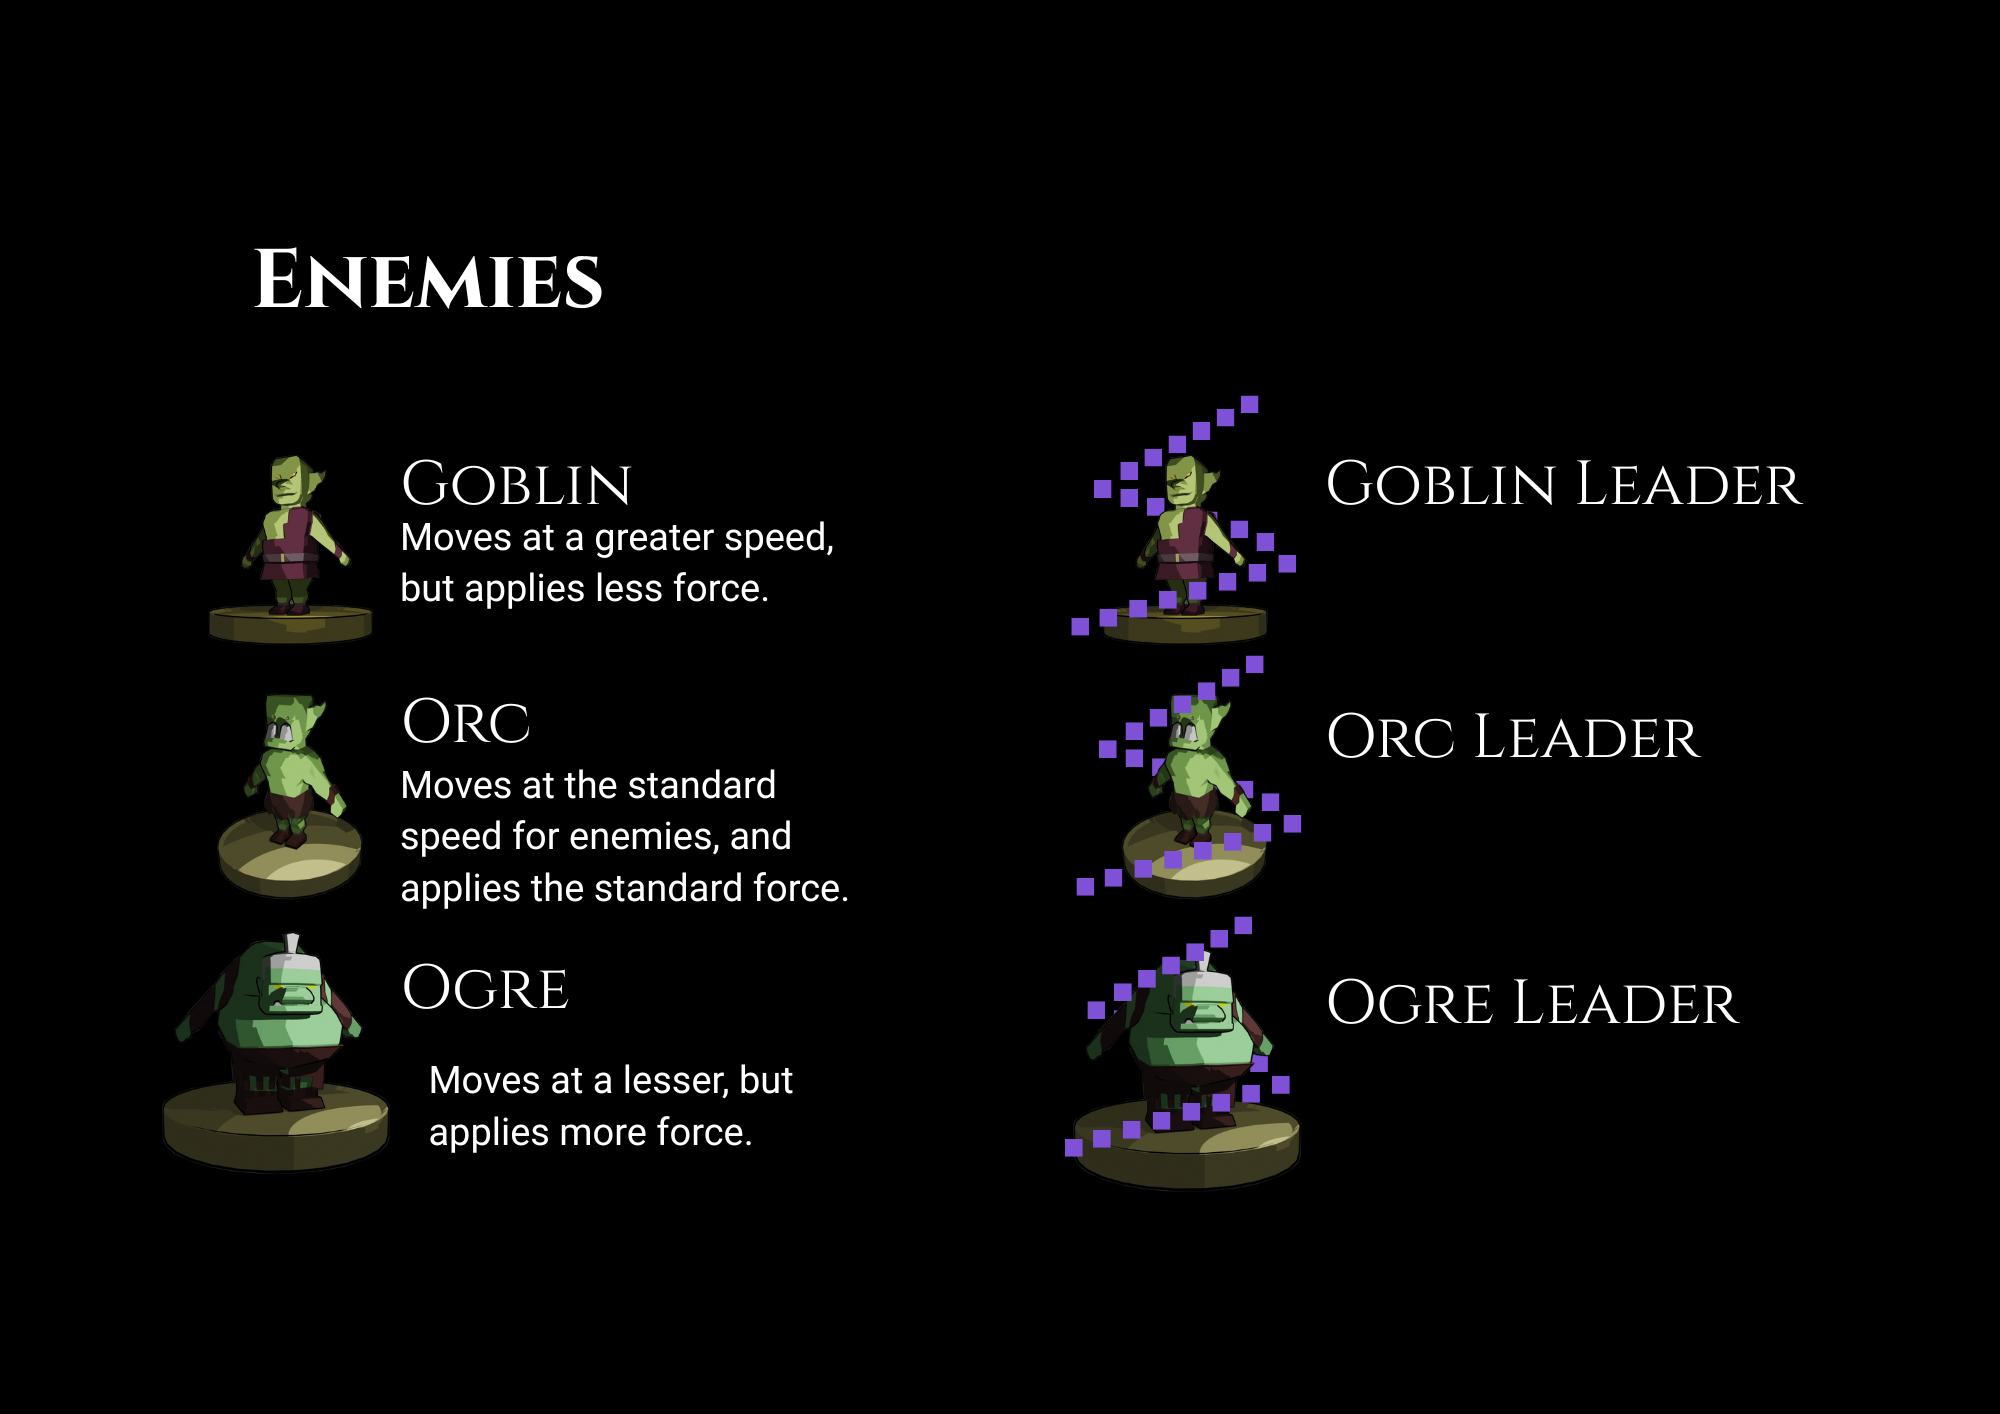 Enemies
Goblin
Moves at a greater speed,
but applies less force.
Orc
Moves at the standard
speed for enemies, and
applies the standard force.
Ogre
Moves at a lesser, but
applies more force.
Goblin Leader
Orc Leader
Ogre Leader